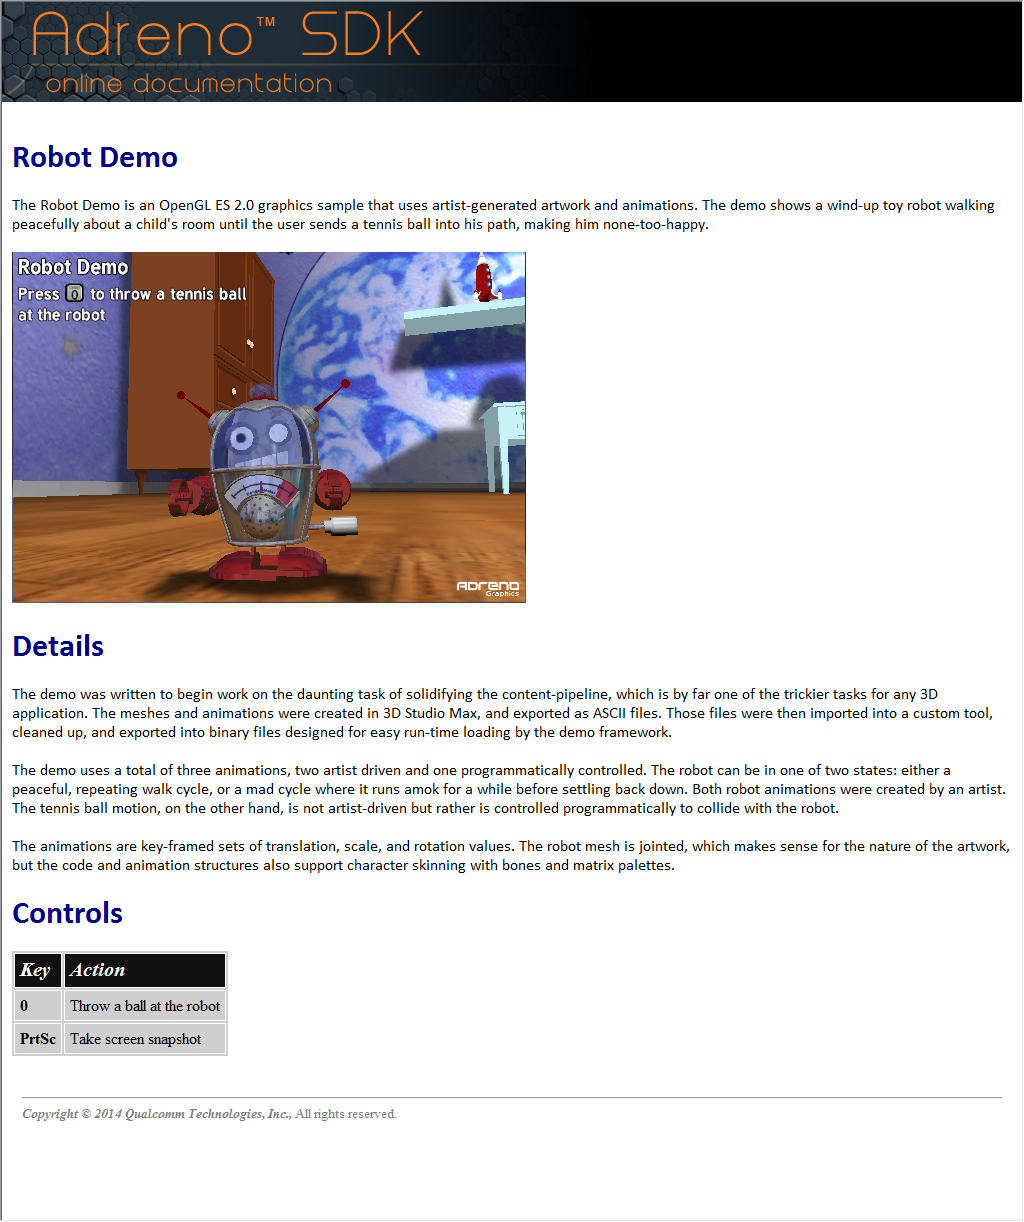 Adreno™ SDK
online documentation
Robot Demo
The Robot Demo is an OpenGL ES 2.0 graphics sample that uses artist-generated artwork and animations. The demo shows a wind-up toy robot walking
peacefully about a child's room until the user sends a tennis ball into his path, making him none-too-happy.
Robot Demo
Press 0 to throw a tennis ball
at the robot
ADRENO
Graphics
Details
The demo was written to begin work on the daunting task of solidifying the content-pipeline, which is by far one of the trickier tasks for any 3D
application. The meshes and animations were created in 3D Studio Max, and exported as ASCII files. Those files were then imported into a custom tool,
cleaned up, and exported into binary files designed for easy run-time loading by the demo framework.
The demo uses a total of three animations, two artist driven and one programmatically controlled. The robot can be in one of two states: either a
peaceful, repeating walk cycle, or a mad cycle where it runs amok for a while before settling back down. Both robot animations were created by an artist.
The tennis ball motion, on the other hand, is not artist-driven but rather is controlled programmatically to collide with the robot.
The animations are key-framed sets of translation, scale, and rotation values. The robot mesh is jointed, which makes sense for the nature of the artwork,
but the code and animation structures also support character skinning with bones and matrix palettes.
Controls
Key Action
0 Throw a ball at the robot
PrtSc Take screen snapshot
Copyright © 2014 Qualcomm Technologies, Inc., All rights reserved.